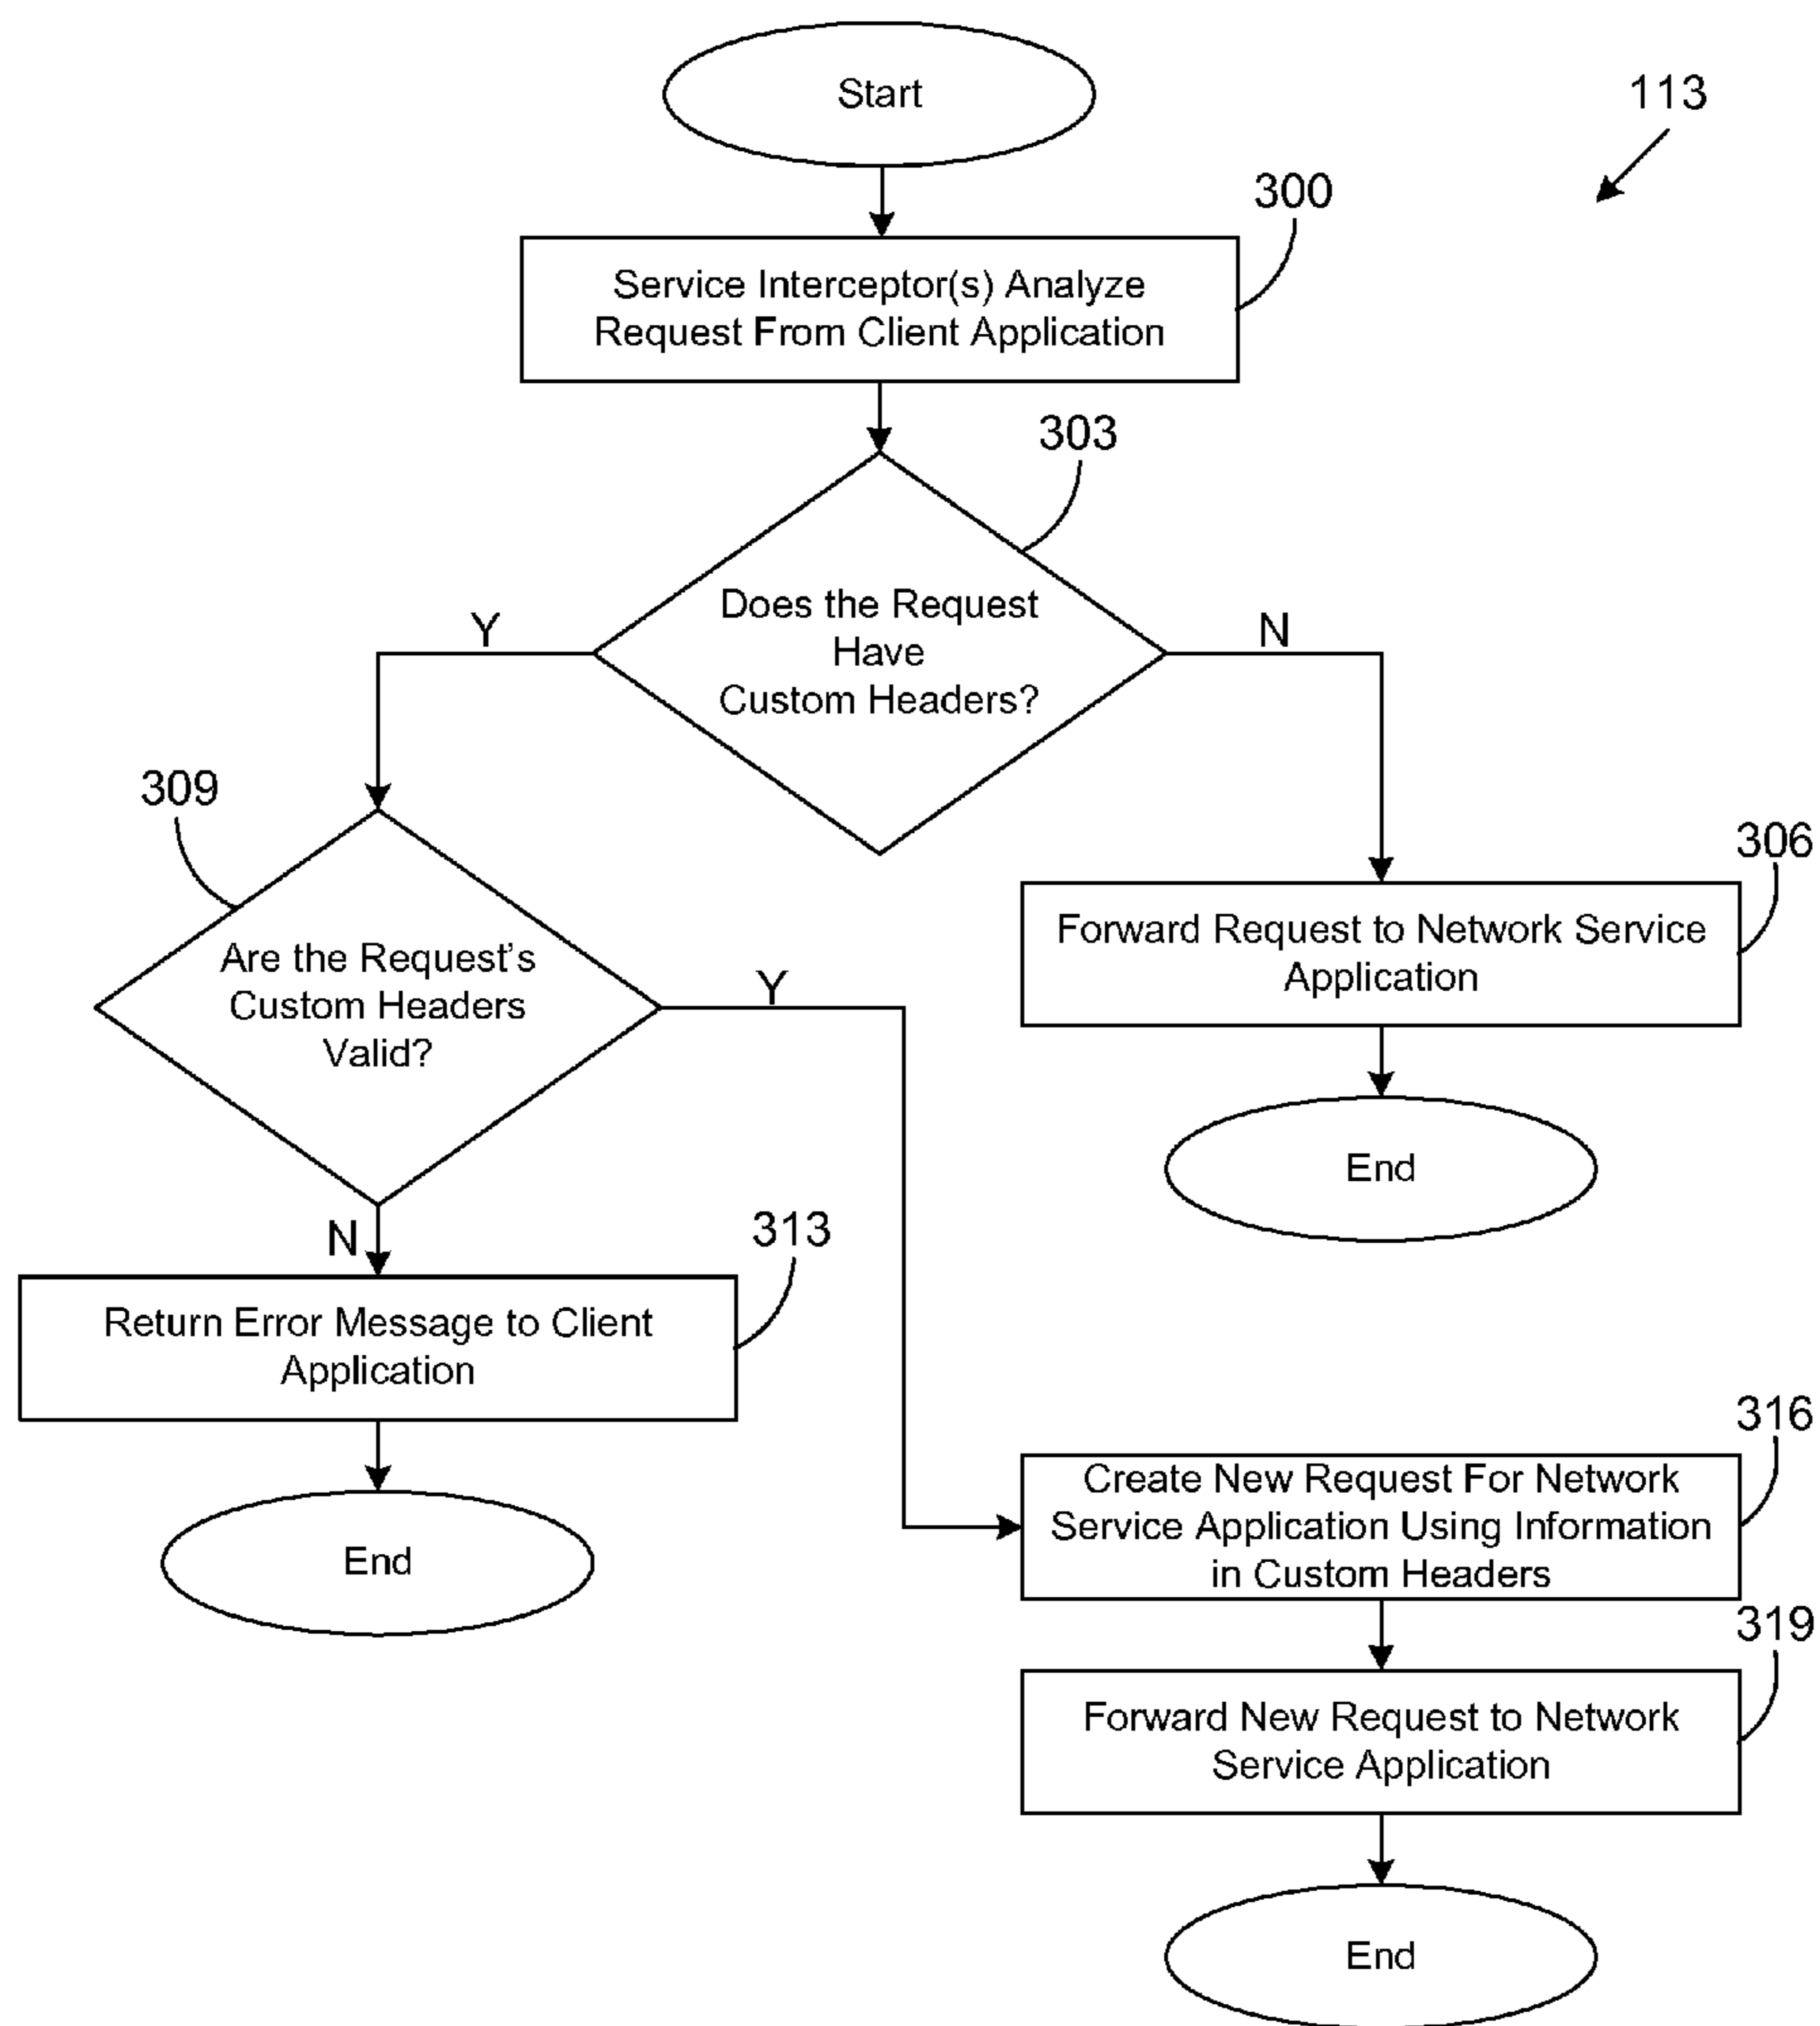 Start
113
300
Service Interceptor(s) Analyze
Request From Client Application
303
Does the Request
Have
Custom Headers?
Y
N
309
Are the Request's
Custom Headers
Valid?
Y
N
306
Forward Request to Network Service
Application
End
313
Return Error Message to Client
Application
End
316
Create New Request For Network
Service Application Using Information
in Custom Headers
319
Forward New Request to Network
Service Application
End